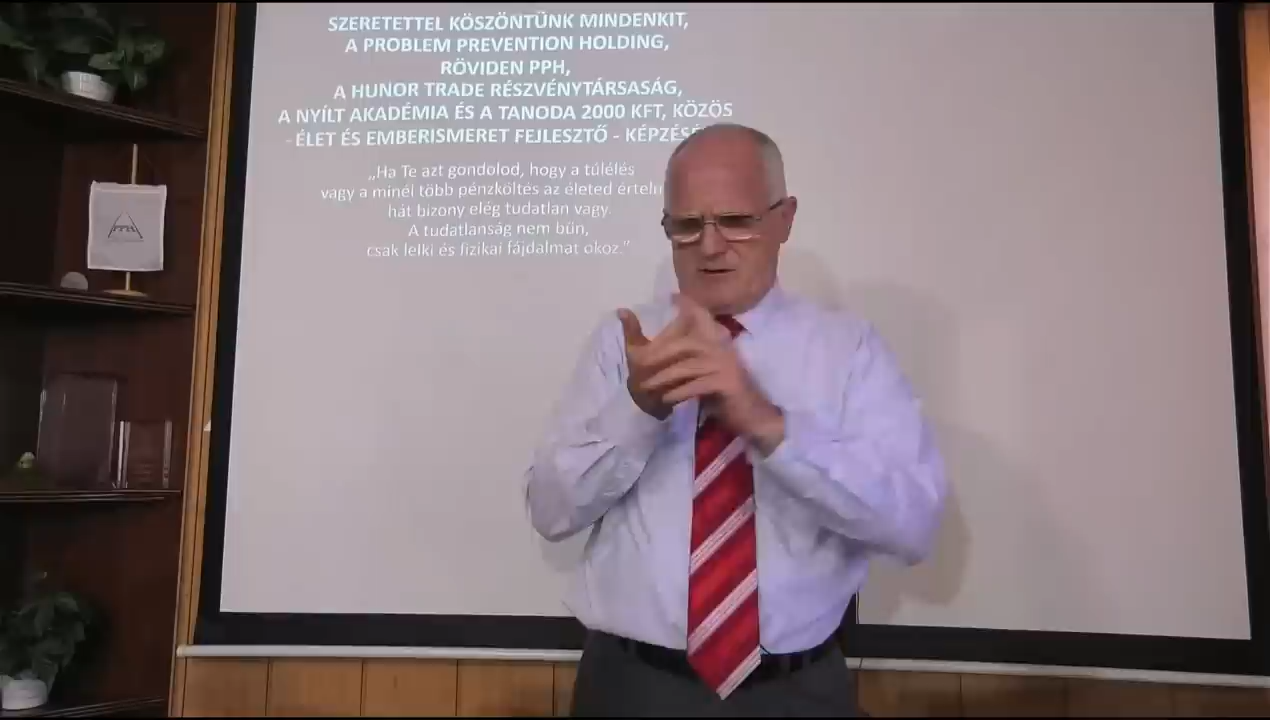 SZERETETTEL KÖSZÖNTÜNK MINDENKIT,
A PROBLEM PREVENTION HOLDING,
RÖVIDEN PPH,
A HUNOR TRADE RÉSZVÉNYTÁRSASÁG,
A NYÍLT AKADÉMIA ÉS A TANODA 2000 KFT, KÖZÖS
- ÉLET ÉS EMBERISMERET FEJLESZTŐ -
„Ha Te azt gondolod, hogy a túlélés
vagy a minél több pénzköltés az életed
hát bizony elég tudatlan vagy.
A tudatlanság nem bűn,
csak lelki és fizikai fájdalmat okoz."